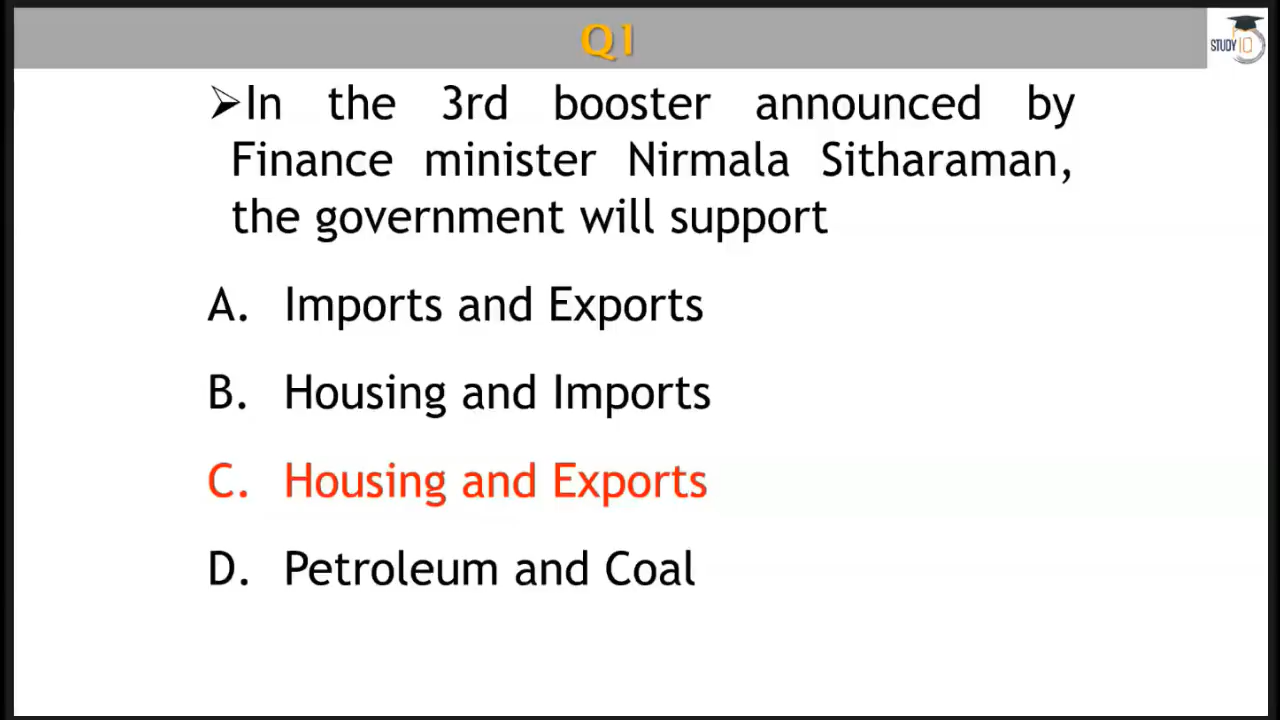 Q1
STUDY IQ
➢In the 3rd booster announced by
Finance minister Nirmala Sitharaman,
the government will support
A. Imports and Exports
B. Housing and Imports
C. Housing and Exports
D. Petroleum and Coal